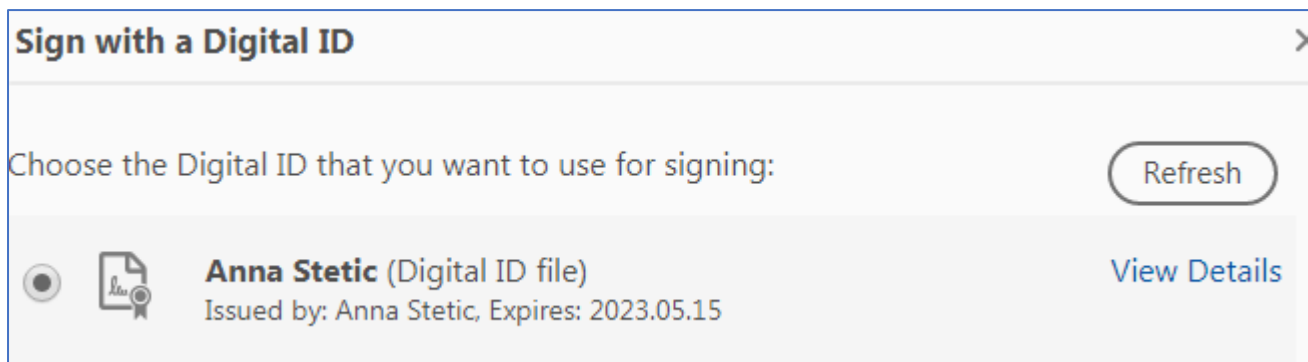 Sign with a Digital ID
Choose the Digital ID that you want to use for signing:
Refresh
Anna Stetic (Digital ID file)
View Details
Issued by: Anna Stetic, Expires: 2023.05.15